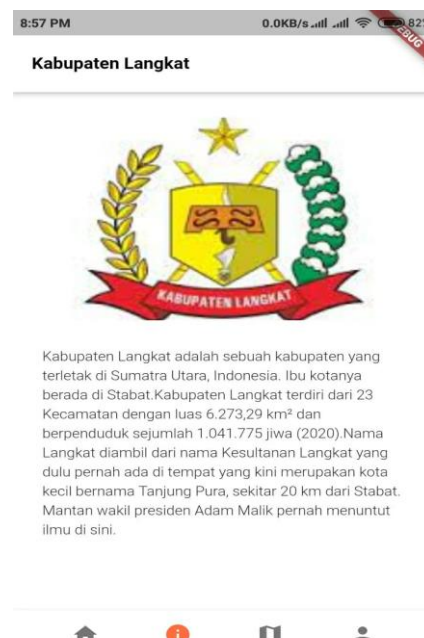 8:57 PM 0.0KB/s 82%
Kabupaten Langkat
KABUPATEN LANGKAT
Kabupaten Langkat adalah sebuah kabupaten yang
terletak di Sumatra Utara, Indonesia. Ibu kotanya
berada di Stabat.Kabupaten Langkat terdiri dari 23
Kecamatan dengan luas 6.273,29 km² dan
berpenduduk sejumlah 1.041.775 jiwa (2020).Nama
Langkat diambil dari nama Kesultanan Langkat yang
dulu pernah ada di tempat yang kini merupakan kota
kecil bernama Tanjung Pura, sekitar 20 km dari Stabat.
Mantan wakil presiden Adam Malik pernah menuntut
ilmu di sini.